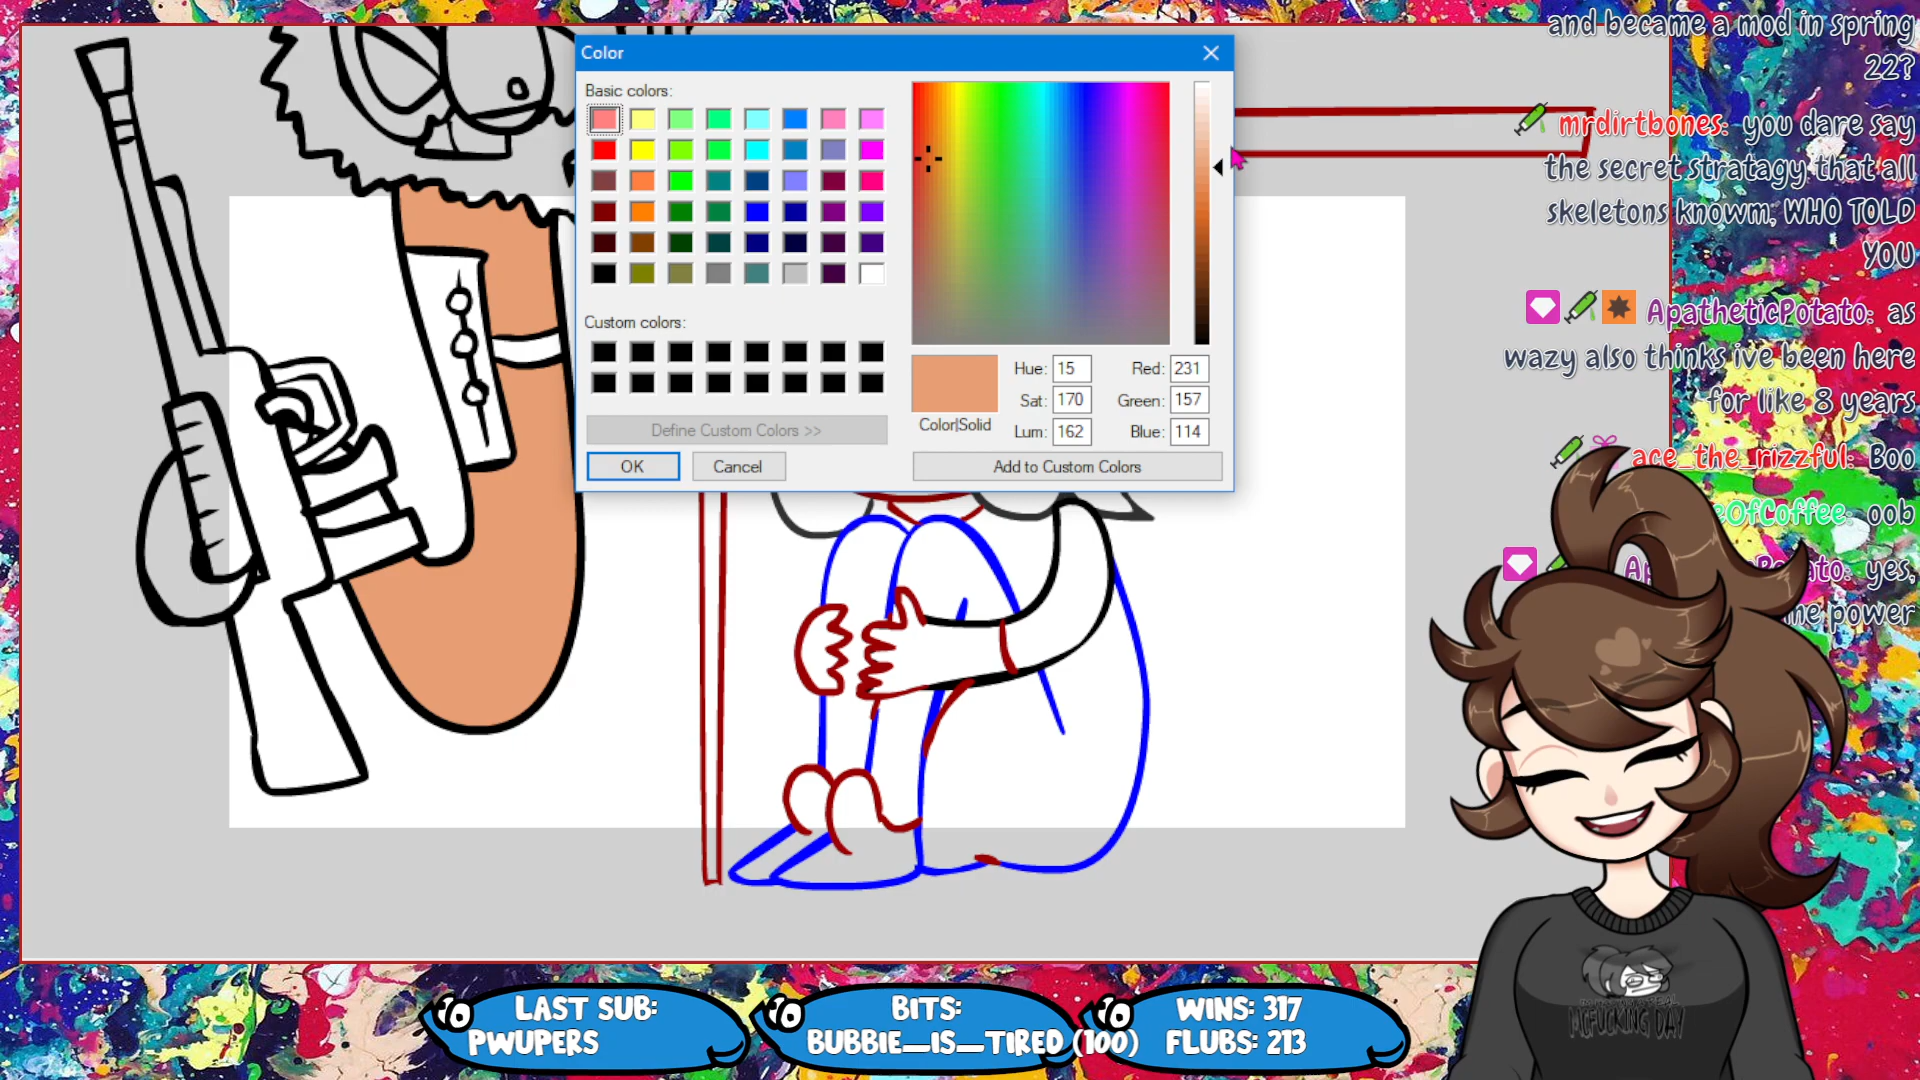 Color
Basic colors:
Custom colors:
Define Custom Colors >>
OK
Cancel
Color|Solid
Hue: 15
Sat: 170
Lum: 162
Red: 231
Green: 157
Blue: 114
Add to Custom Colors
and became a mod in spring
22?
mrdirtbones: you dare say
the secret stratagy that all
skeletons knowm, WHO TOLD
YOU
ApatheticPotato: as
wazy also thinks ive been here
for like 8 years
ace_the_rizzful: Boo
eOfCoffee: oob
yes,
power
MCFUCKING DAY
LAST SUB:
PWUPERS
BITS:
BUBBIE_IS_TIRED (100)
WINS: 317
FLUBS: 213